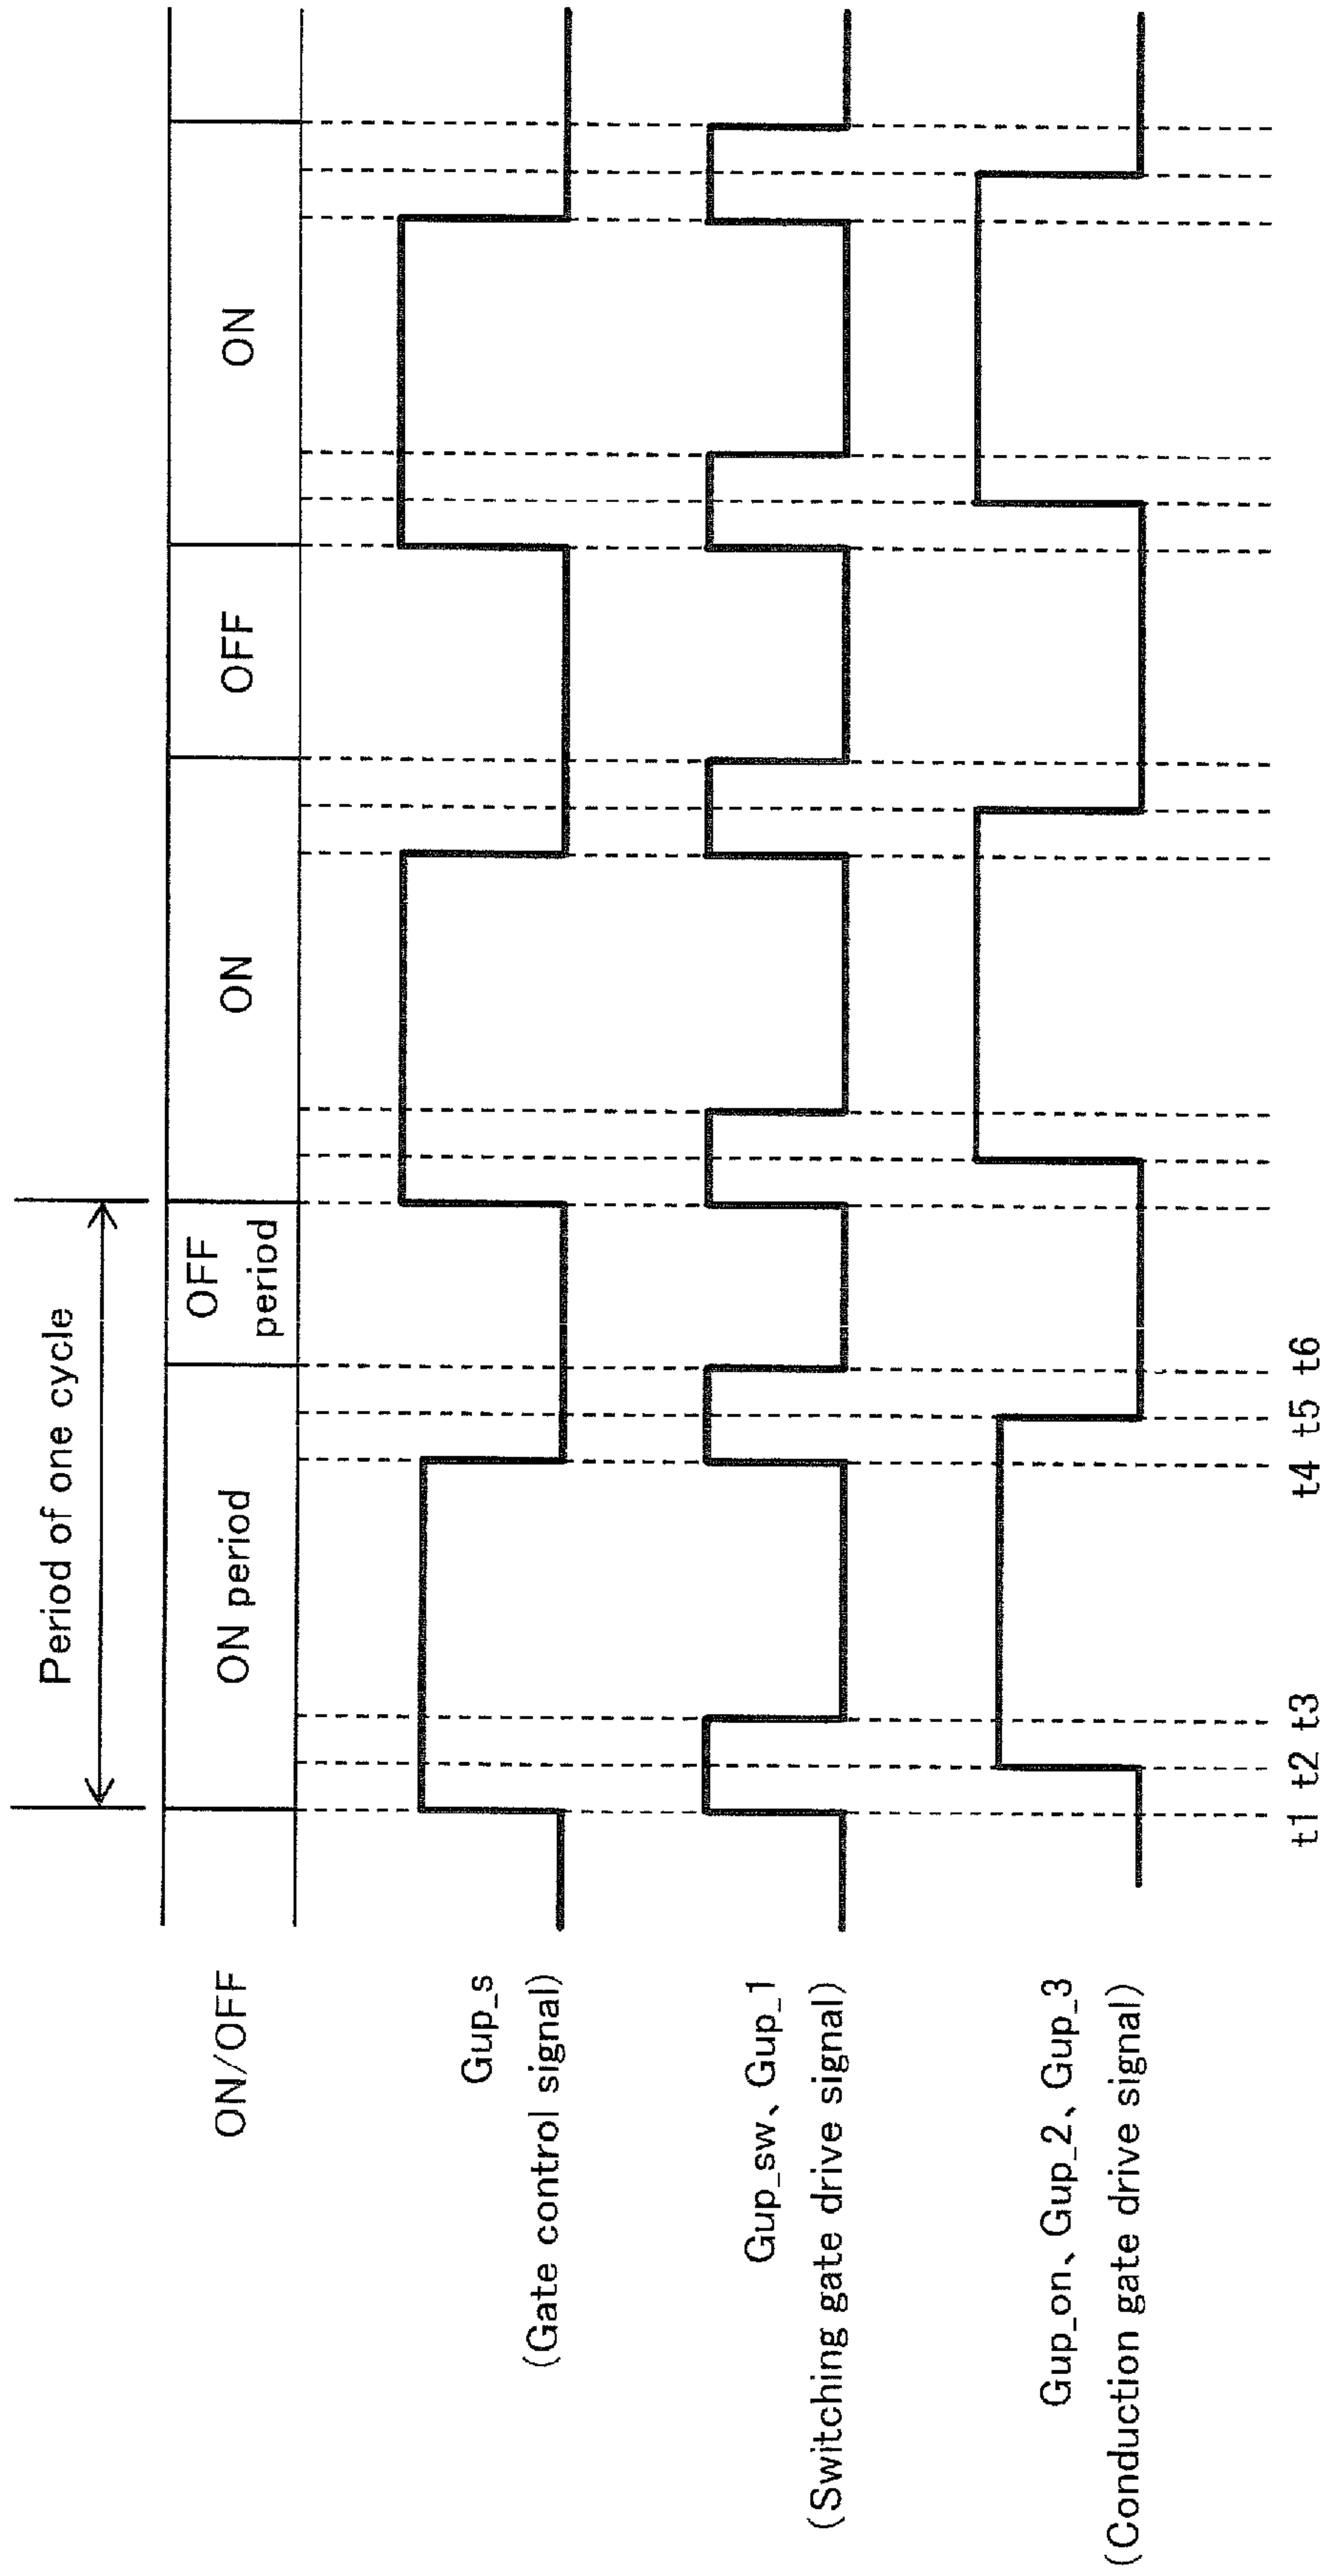 Period of one cycle
ON/OFF
ON period
OFF
period
ON
OFF
ON
Gup_s
(Gate control signal)
Gup_sw、Gup_1
(Switching gate drive signal)
Gup_on、Gup_2、Gup_3
(Conduction gate drive signal)
t1 t2 t3 t4 t5 t6